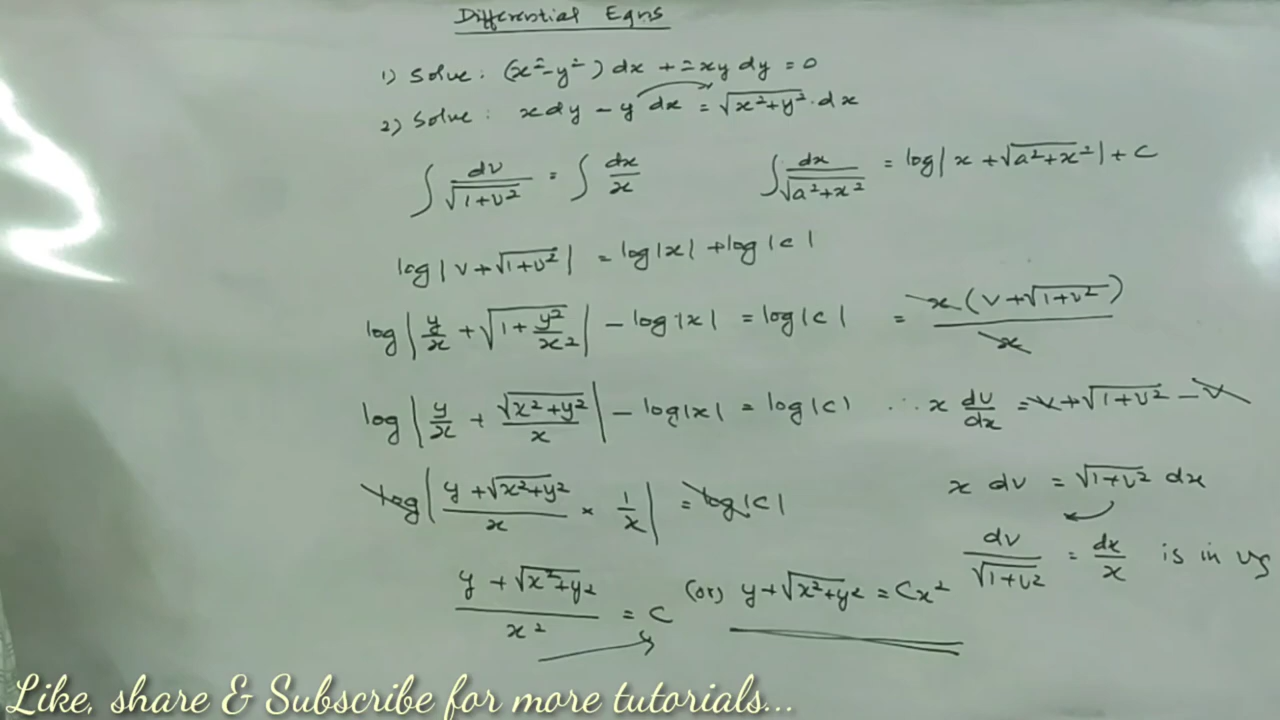 Differential Eqns
1) Solve : (x²-y²) dx + 2xy dy = 0
2) Solve : x dy - y dx = √x²+y² · dx
∫ dv/√1+v² = ∫ dx/x
∫ dx/√a²+x² = log| x + √a²+x² | + c
log | v + √1+v² | = log |x| + log |c|
log | y/x + √1 + y²/x² | - log |x| = log |c|
= x (v + √1+v²) / x
log | y/x + √x²+y²/x | - log |x| = log |c|
∴ x dv/dx = v + √1+v² - v
log | y + √x²+y² / x × 1/x | = log |c|
x dv = √1+v² dx
dv/√1+v² = dx/x is in vs
y + √x²+y² / x² = c (or) y + √x²+y² = Cx²
Like, share & Subscribe for more tutorials...